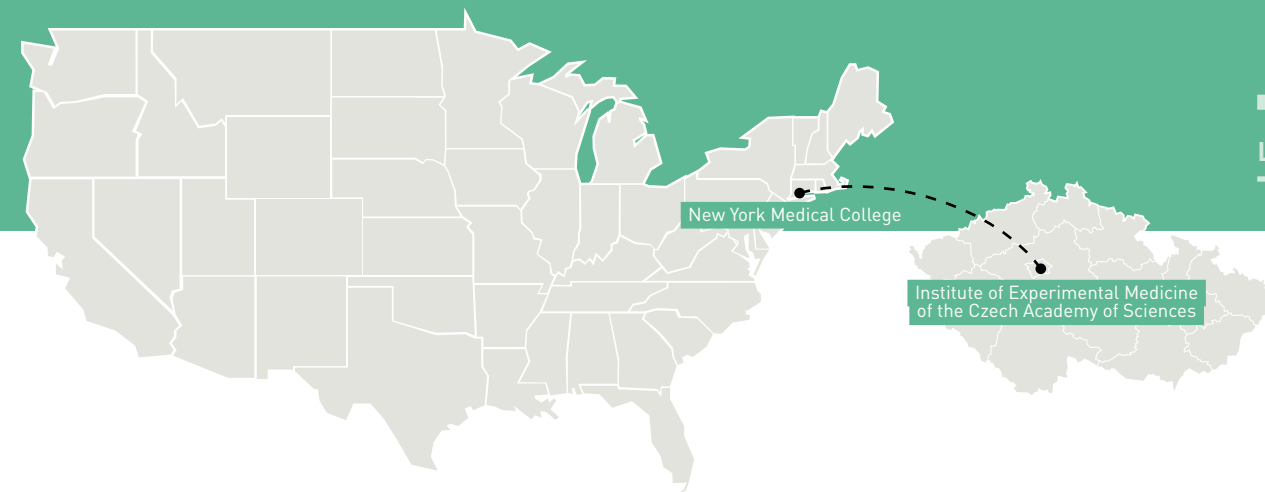 New York Medical College
Institute of Experimental Medicine
of the Czech Academy of Sciences